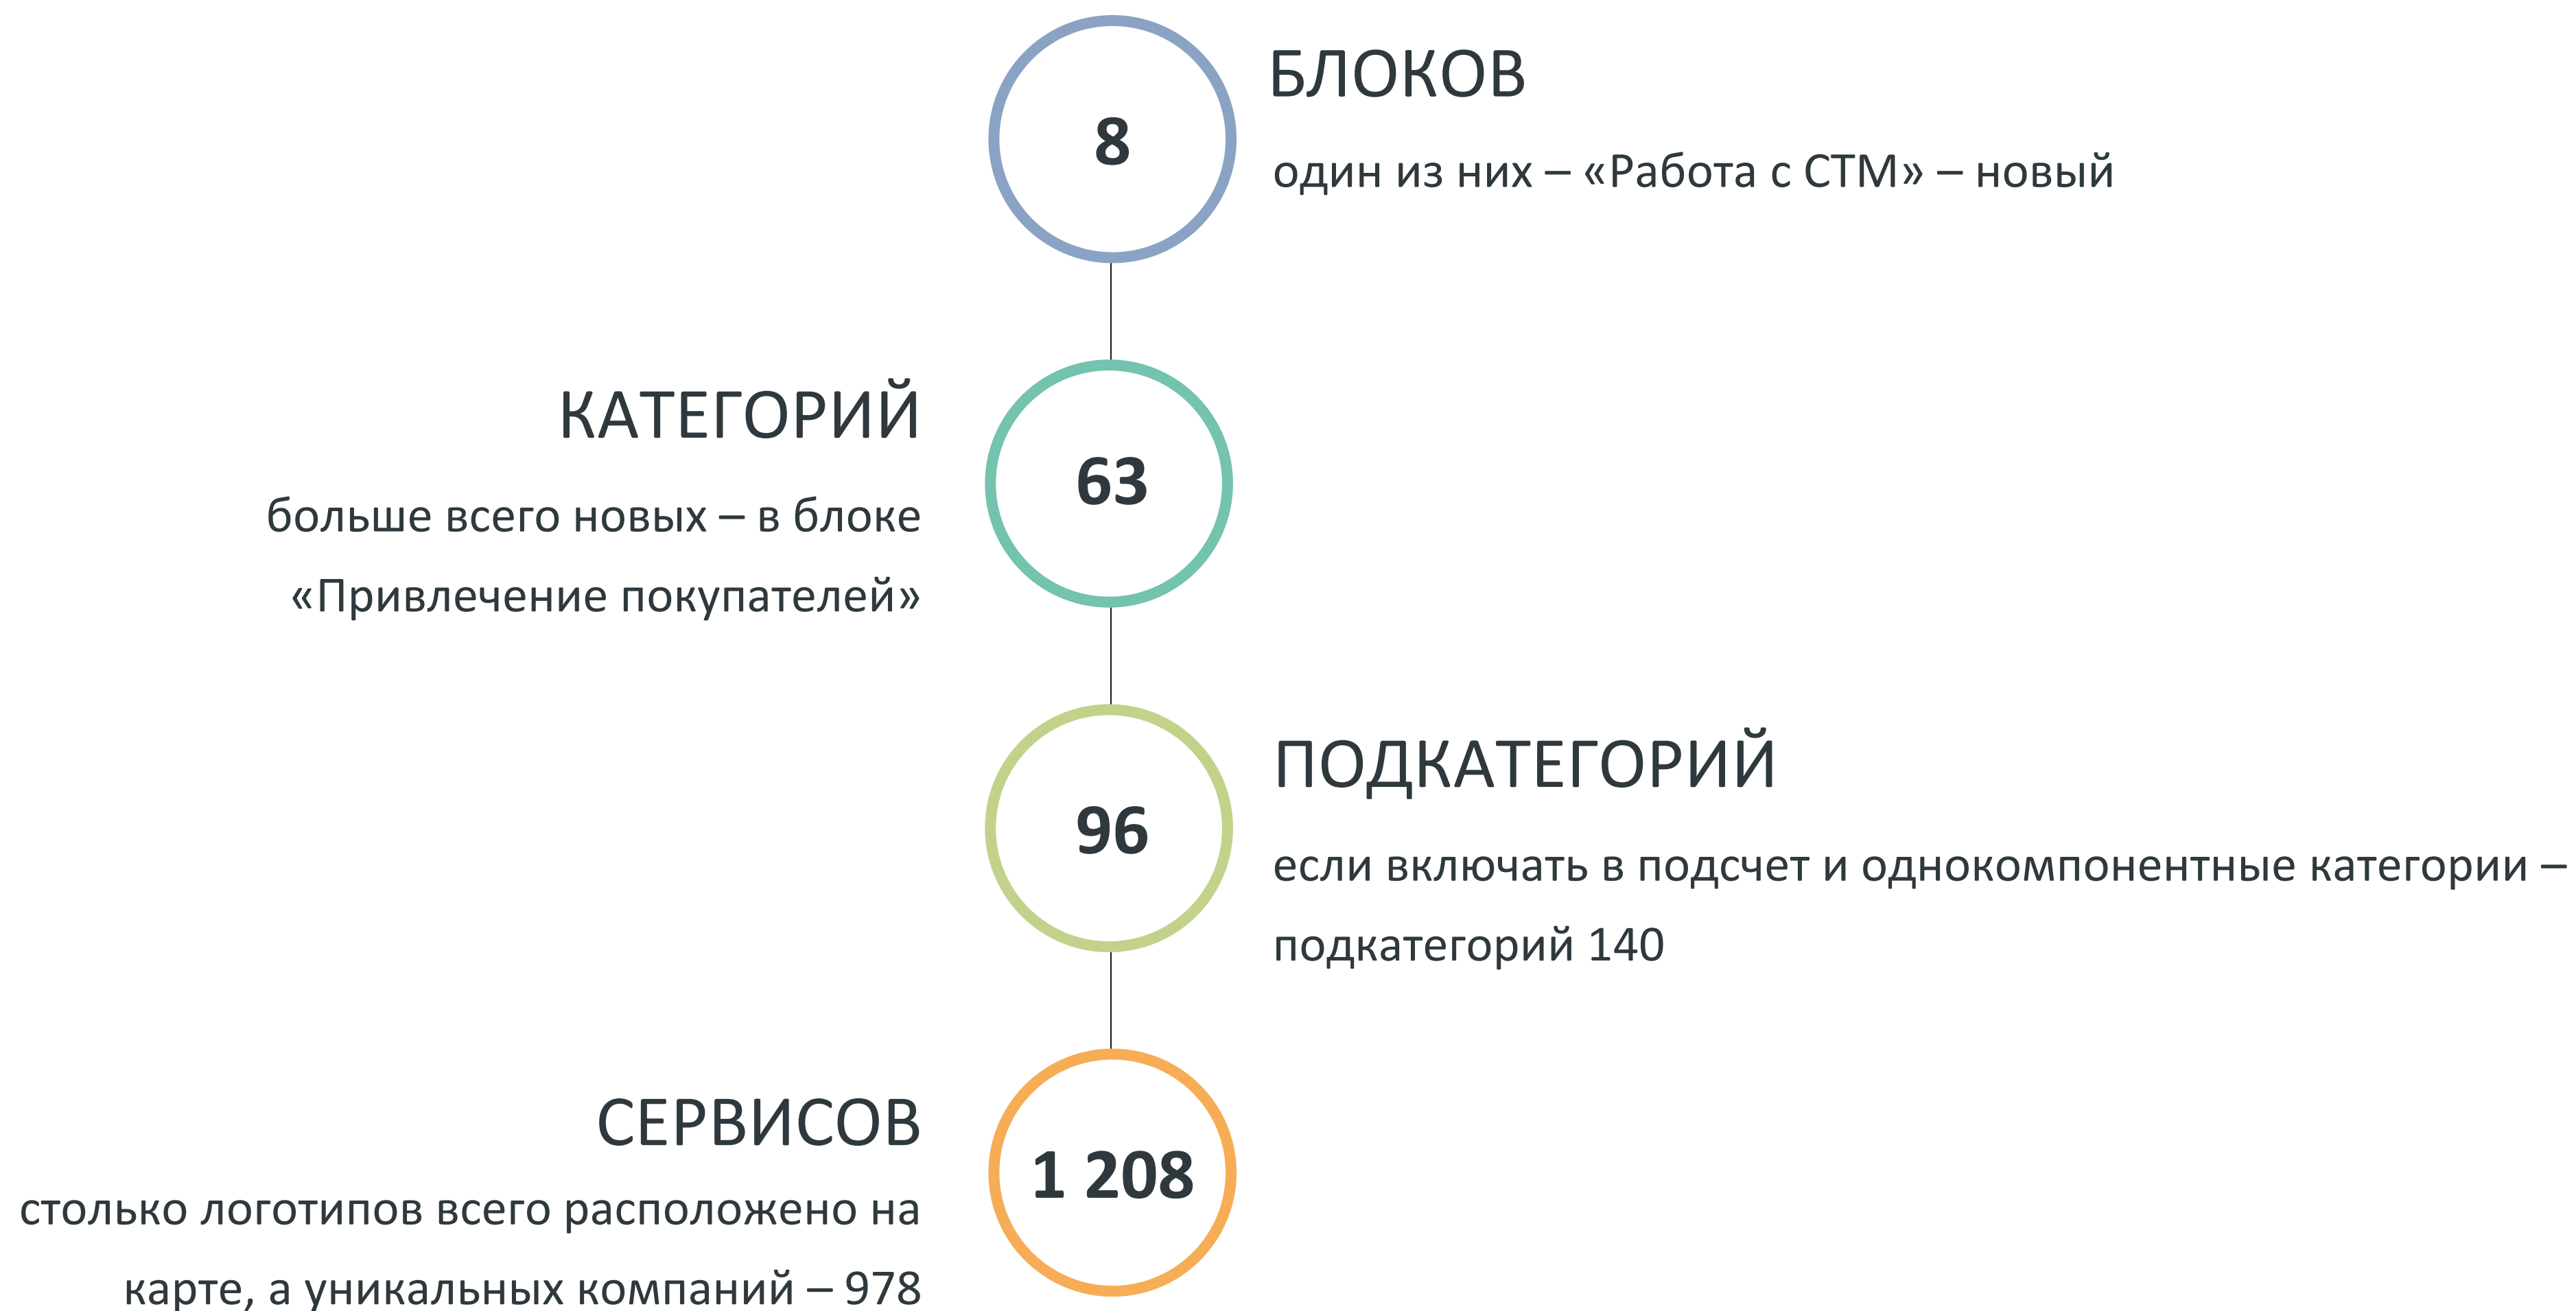 8
БЛОКОВ
один из них – «Работа с СТМ» – новый
КАТЕГОРИЙ
63
больше всего новых – в блоке
«Привлечение покупателей»
96
ПОДКАТЕГОРИЙ
если включать в подсчет и однокомпонентные категории –
подкатегорий 140
СЕРВИСОВ
1 208
столько логотипов всего расположено на
карте, а уникальных компаний – 978